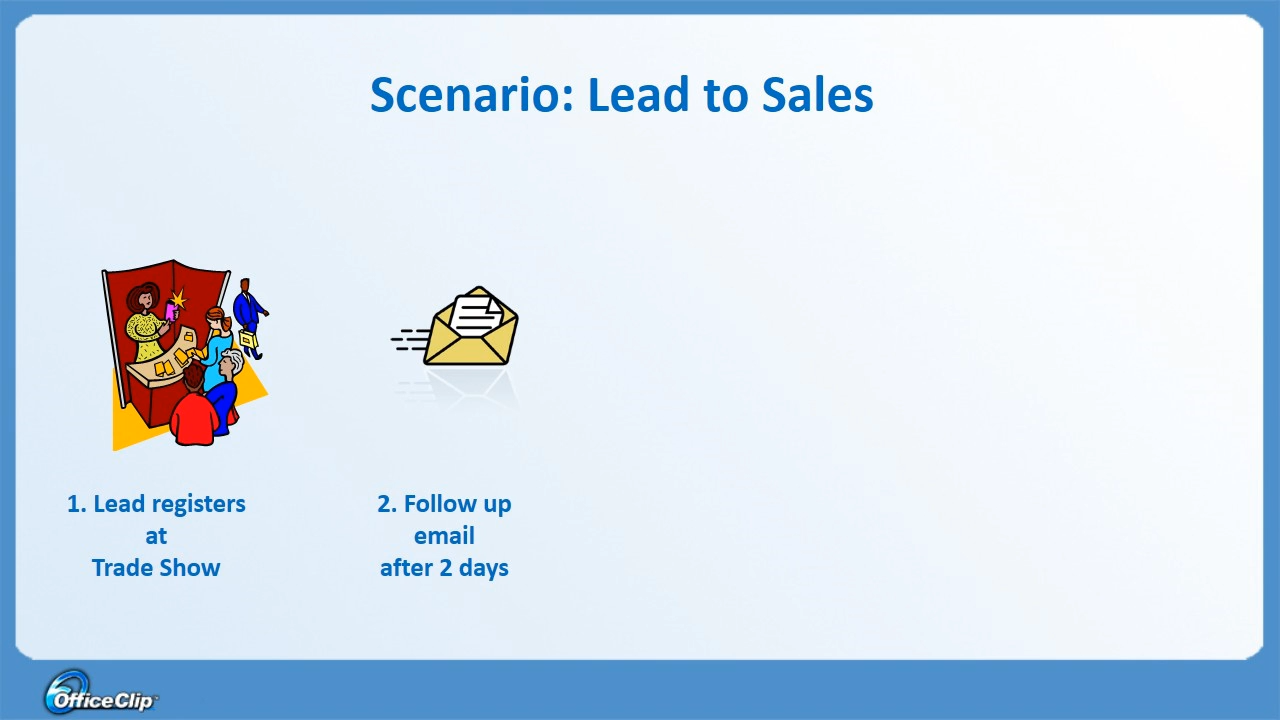 Scenario: Lead to Sales
1. Lead registers
at
Trade Show
2. Follow up
email
after 2 days
OfficeClip